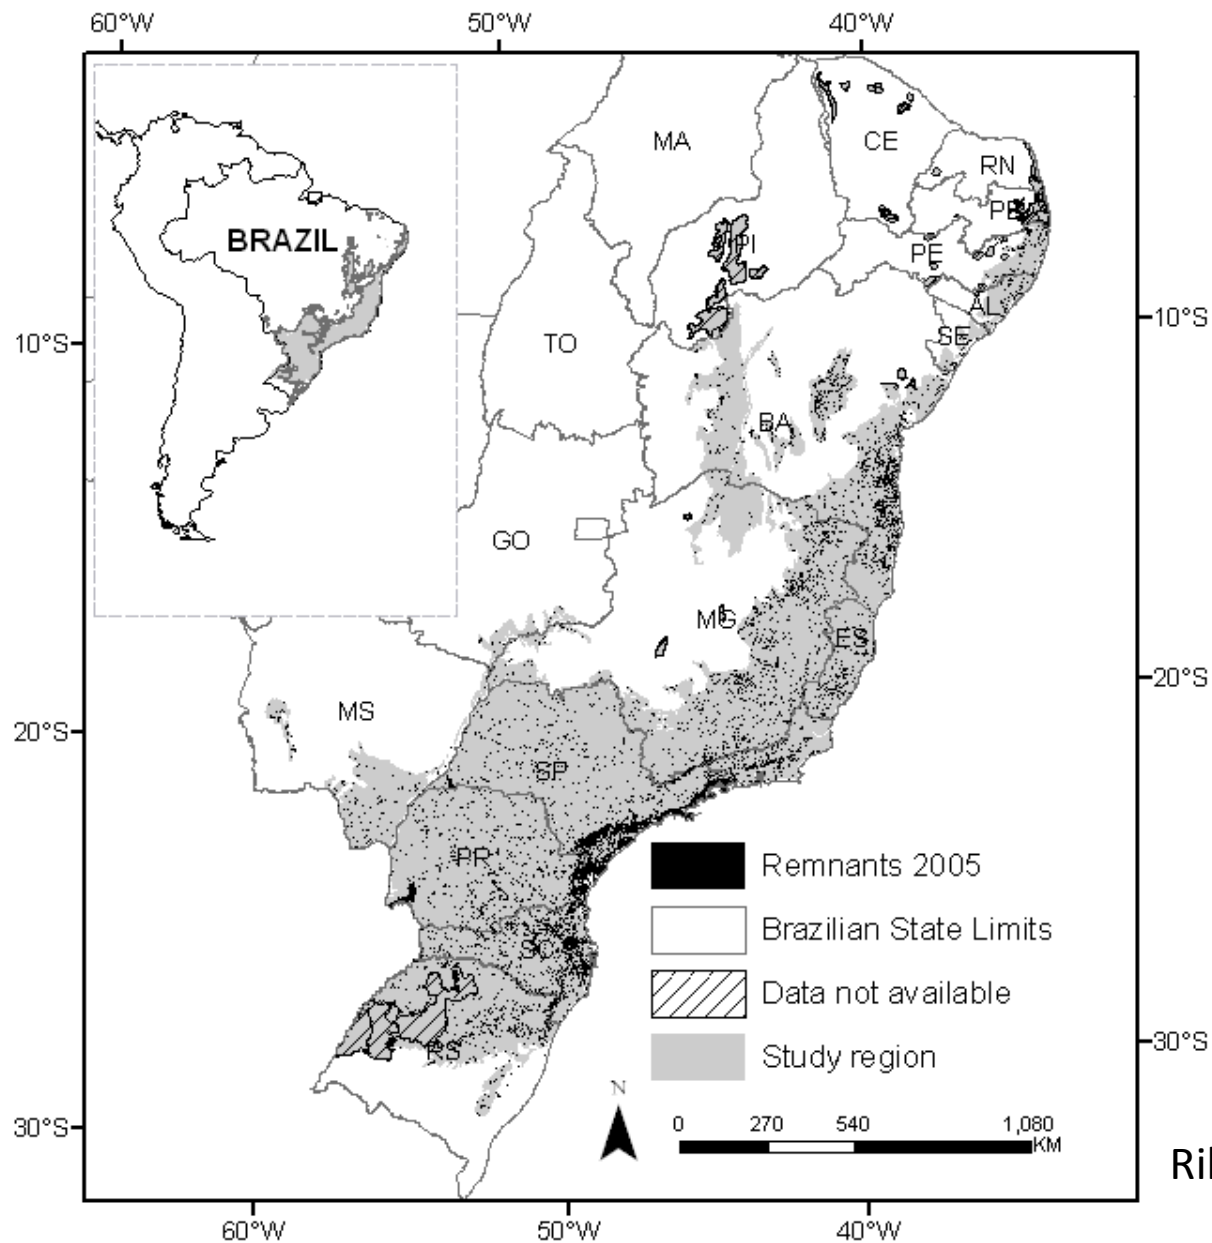 60°W 50°W 40°W
BRAZIL
MA
CE
RN
PB
PI
PE
AL
SE
10°S 10°S
TO
BA
GO
MG
ES
20°S 20°S
MS
SP
PR
SC
RS
Remnants 2005
Brazilian State Limits
Data not available
Study region
30°S 30°S
N
0 270 540 1,080
KM
60°W 50°W 40°W